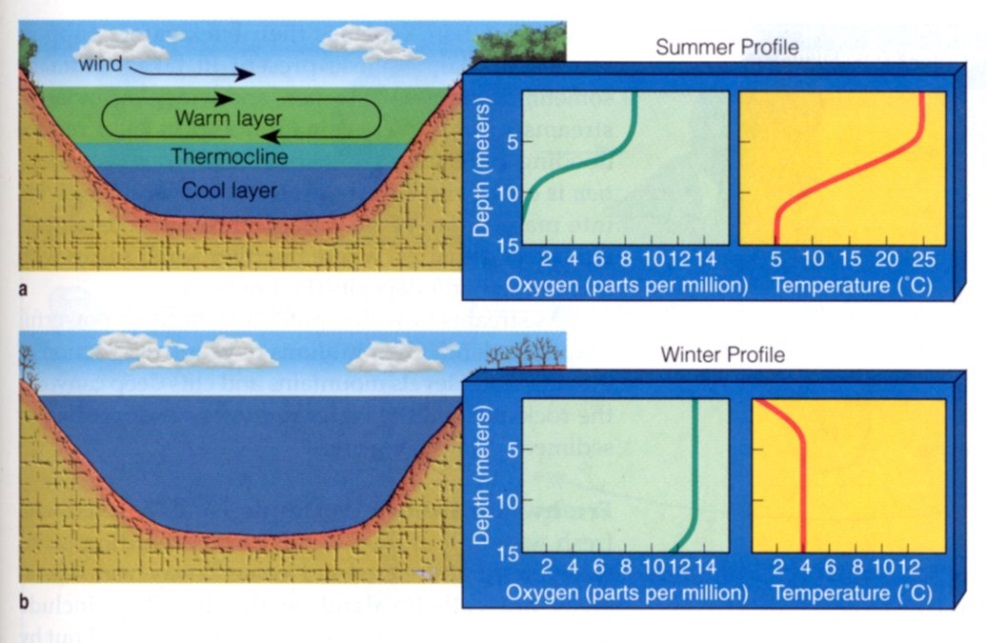 wind
Warm layer
Thermocline
Cool layer
a
Summer Profile
Depth (meters)
5
10
15
2 4 6 8 10 12 14
Oxygen (parts per million)
5 10 15 20 25
Temperature (˚C)
b
Winter Profile
Depth (meters)
5
10
15
2 4 6 8 10 12 14
Oxygen (parts per million)
2 4 6 8 10 12
Temperature (˚C)